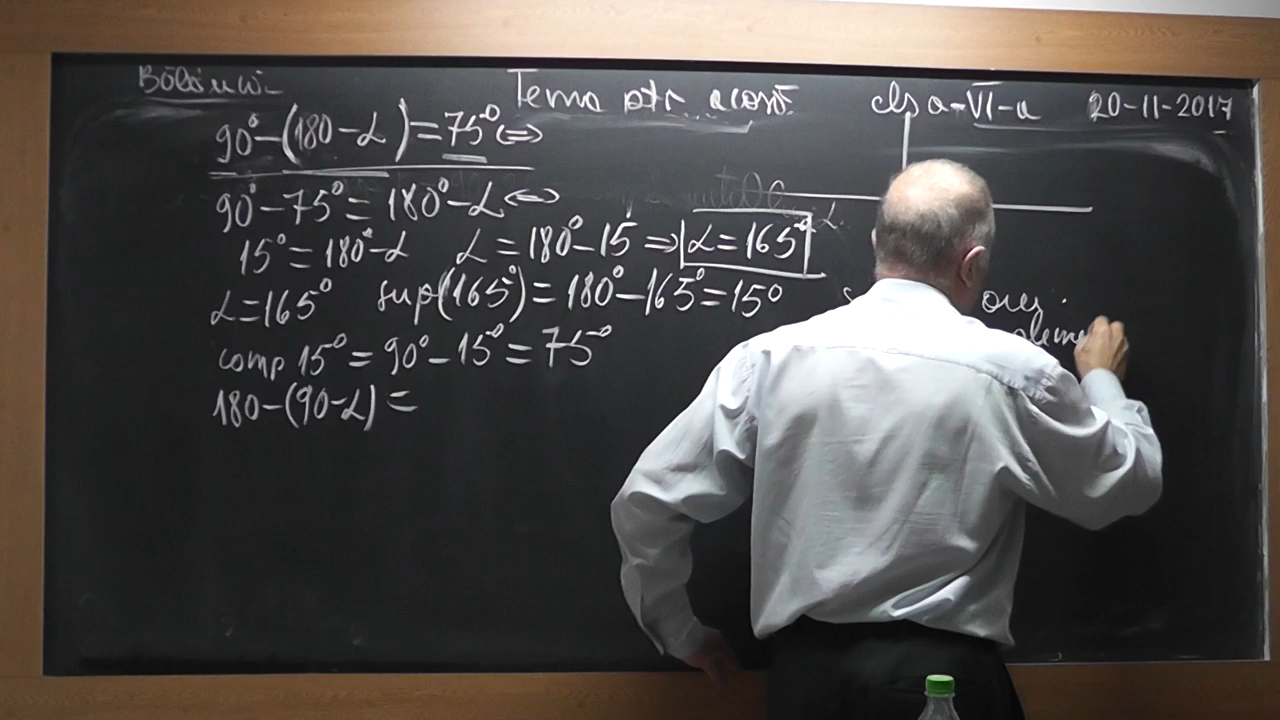 Tema ptr. acasă cls a-VI-a 20-11-2017
90°-(180-α)=75° <=>
90°-75°=180°-α <=>
15°=180°-α α=180°-15 => α=165°
α=165° sup(165°)=180°-165°=15°
comp 15°=90°-15°=75°
180-(90-α)=